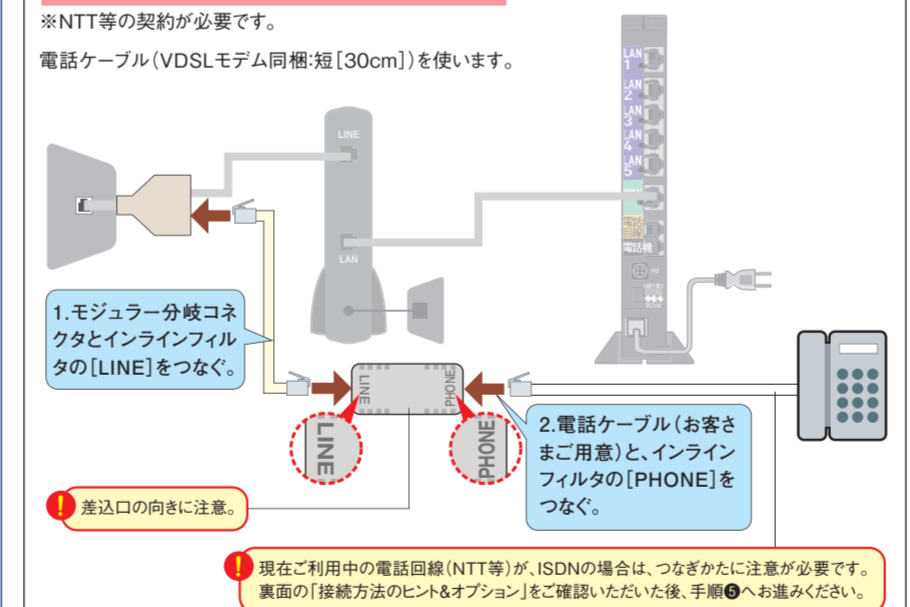 ※NTT等の契約が必要です。
電話ケーブル(VDSLモデム同梱:短[30cm])を使います。
LAN
1
LAN
2
LAN
3
LAN
4
LAN
5
WAN
電話
回線
電話機
LINE
LAN
1.モジュラー分岐コネ
クタとインラインフィル
タの[LINE]をつなぐ。
LINE
PHONE
LINE
PHONE
2.電話ケーブル(お客さ
まご用意)と、インライン
フィルタの[PHONE]を
つなぐ。
! 差込口の向きに注意。
! 現在ご利用中の電話回線(NTT等)が、ISDNの場合は、つなぎかたに注意が必要です。
裏面の「接続方法のヒント&オプション」をご確認いただいた後、手順❺へお進みください。